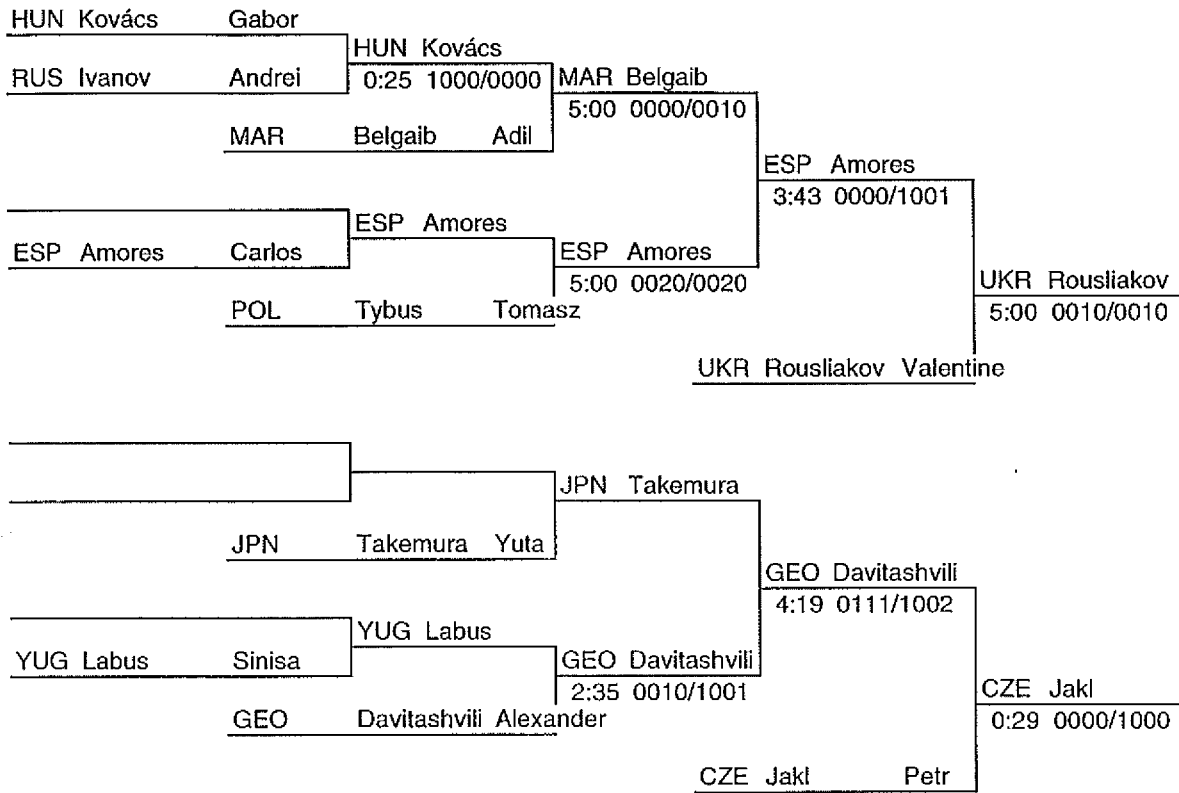 HUN Kovács Gabor
HUN Kovács
RUS Ivanov Andrei
0:25 1000/0000
MAR Belgaib
5:00 0000/0010
MAR Belgaib Adil
ESP Amores
3:43 0000/1001
ESP Amores
ESP Amores Carlos
ESP Amores
5:00 0020/0020
UKR Rousliakov
5:00 0010/0010
POL Tybus Tomasz
UKR Rousliakov Valentine
JPN Takemura
JPN Takemura Yuta
GEO Davitashvili
4:19 0111/1002
YUG Labus
YUG Labus Sinisa
GEO Davitashvili
2:35 0010/1001
CZE Jakl
0:29 0000/1000
GEO Davitashvili Alexander
CZE Jakl Petr